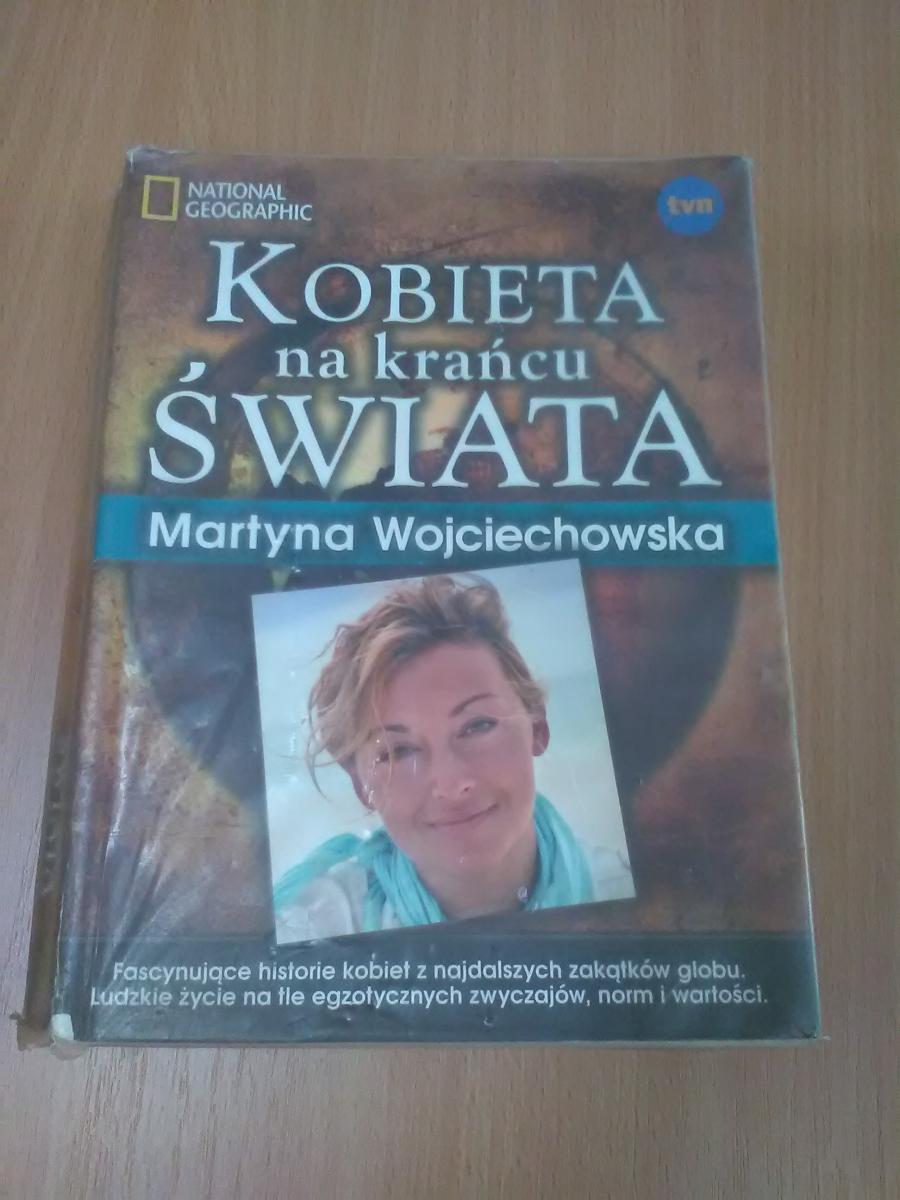 NATIONAL
GEOGRAPHIC
tvn
KOBIETA
na krańcu
ŚWIATA
Martyna Wojciechowska
Fascynujące historie kobiet z najdalszych zakątków globu.
Ludzkie życie na tle egzotycznych zwyczajów, norm i wartości.